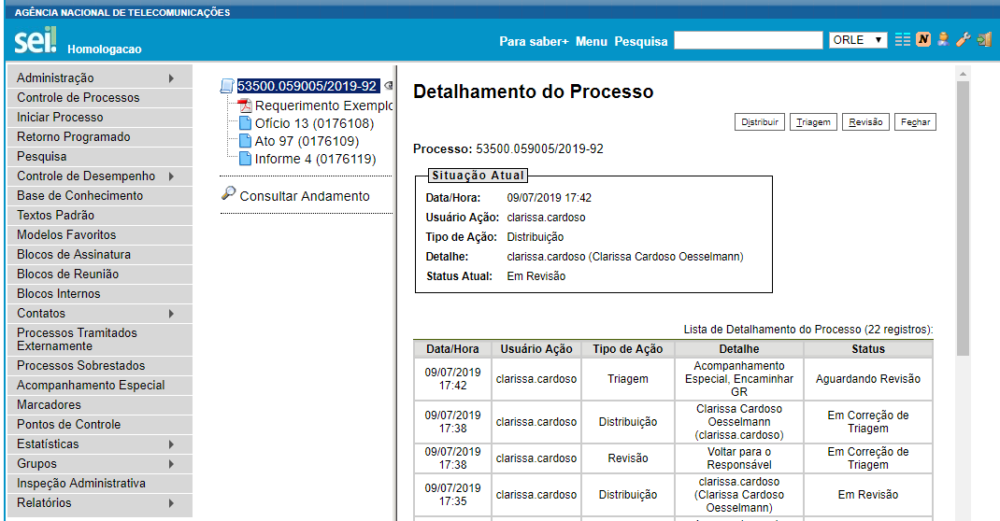 AGÊNCIA NACIONAL DE TELECOMUNICAÇÕES
sei!
Homologacao
Para saber+ Menu Pesquisa ORLE
N
Administração
Controle de Processos
Iniciar Processo
Retorno Programado
Pesquisa
Controle de Desempenho
Base de Conhecimento
Textos Padrão
Modelos Favoritos
Blocos de Assinatura
Blocos de Reunião
Blocos Internos
Contatos
Processos Tramitados
Externamente
Processos Sobrestados
Acompanhamento Especial
Marcadores
Pontos de Controle
Estatísticas
Grupos
Inspeção Administrativa
Relatórios
53500.059005/2019-92
Requerimento Exemplo
Ofício 13 (0176108)
Ato 97 (0176109)
Informe 4 (0176119)
Consultar Andamento
Detalhamento do Processo
Distribuir Triagem Revisão Fechar
Processo: 53500.059005/2019-92
Situação Atual
Data/Hora: 09/07/2019 17:42
Usuário Ação: clarissa.cardoso
Tipo de Ação: Distribuição
Detalhe: clarissa.cardoso (Clarissa Cardoso Oesselmann)
Status Atual: Em Revisão
Lista de Detalhamento do Processo (22 registros):
Data/Hora Usuário Ação Tipo de Ação Detalhe Status
09/07/2019
17:42
clarissa.cardoso
Triagem
Acompanhamento
Especial, Encaminhar
GR
Aguardando Revisão
09/07/2019
17:38
clarissa.cardoso
Distribuição
Clarissa Cardoso
Oesselmann
(clarissa.cardoso)
Em Correção de
Triagem
09/07/2019
17:38
clarissa.cardoso
Revisão
Voltar para o
Responsável
Em Correção de
Triagem
09/07/2019
17:35
clarissa.cardoso
Distribuição
clarissa.cardoso
(Clarissa Cardoso
Oesselmann)
Em Revisão